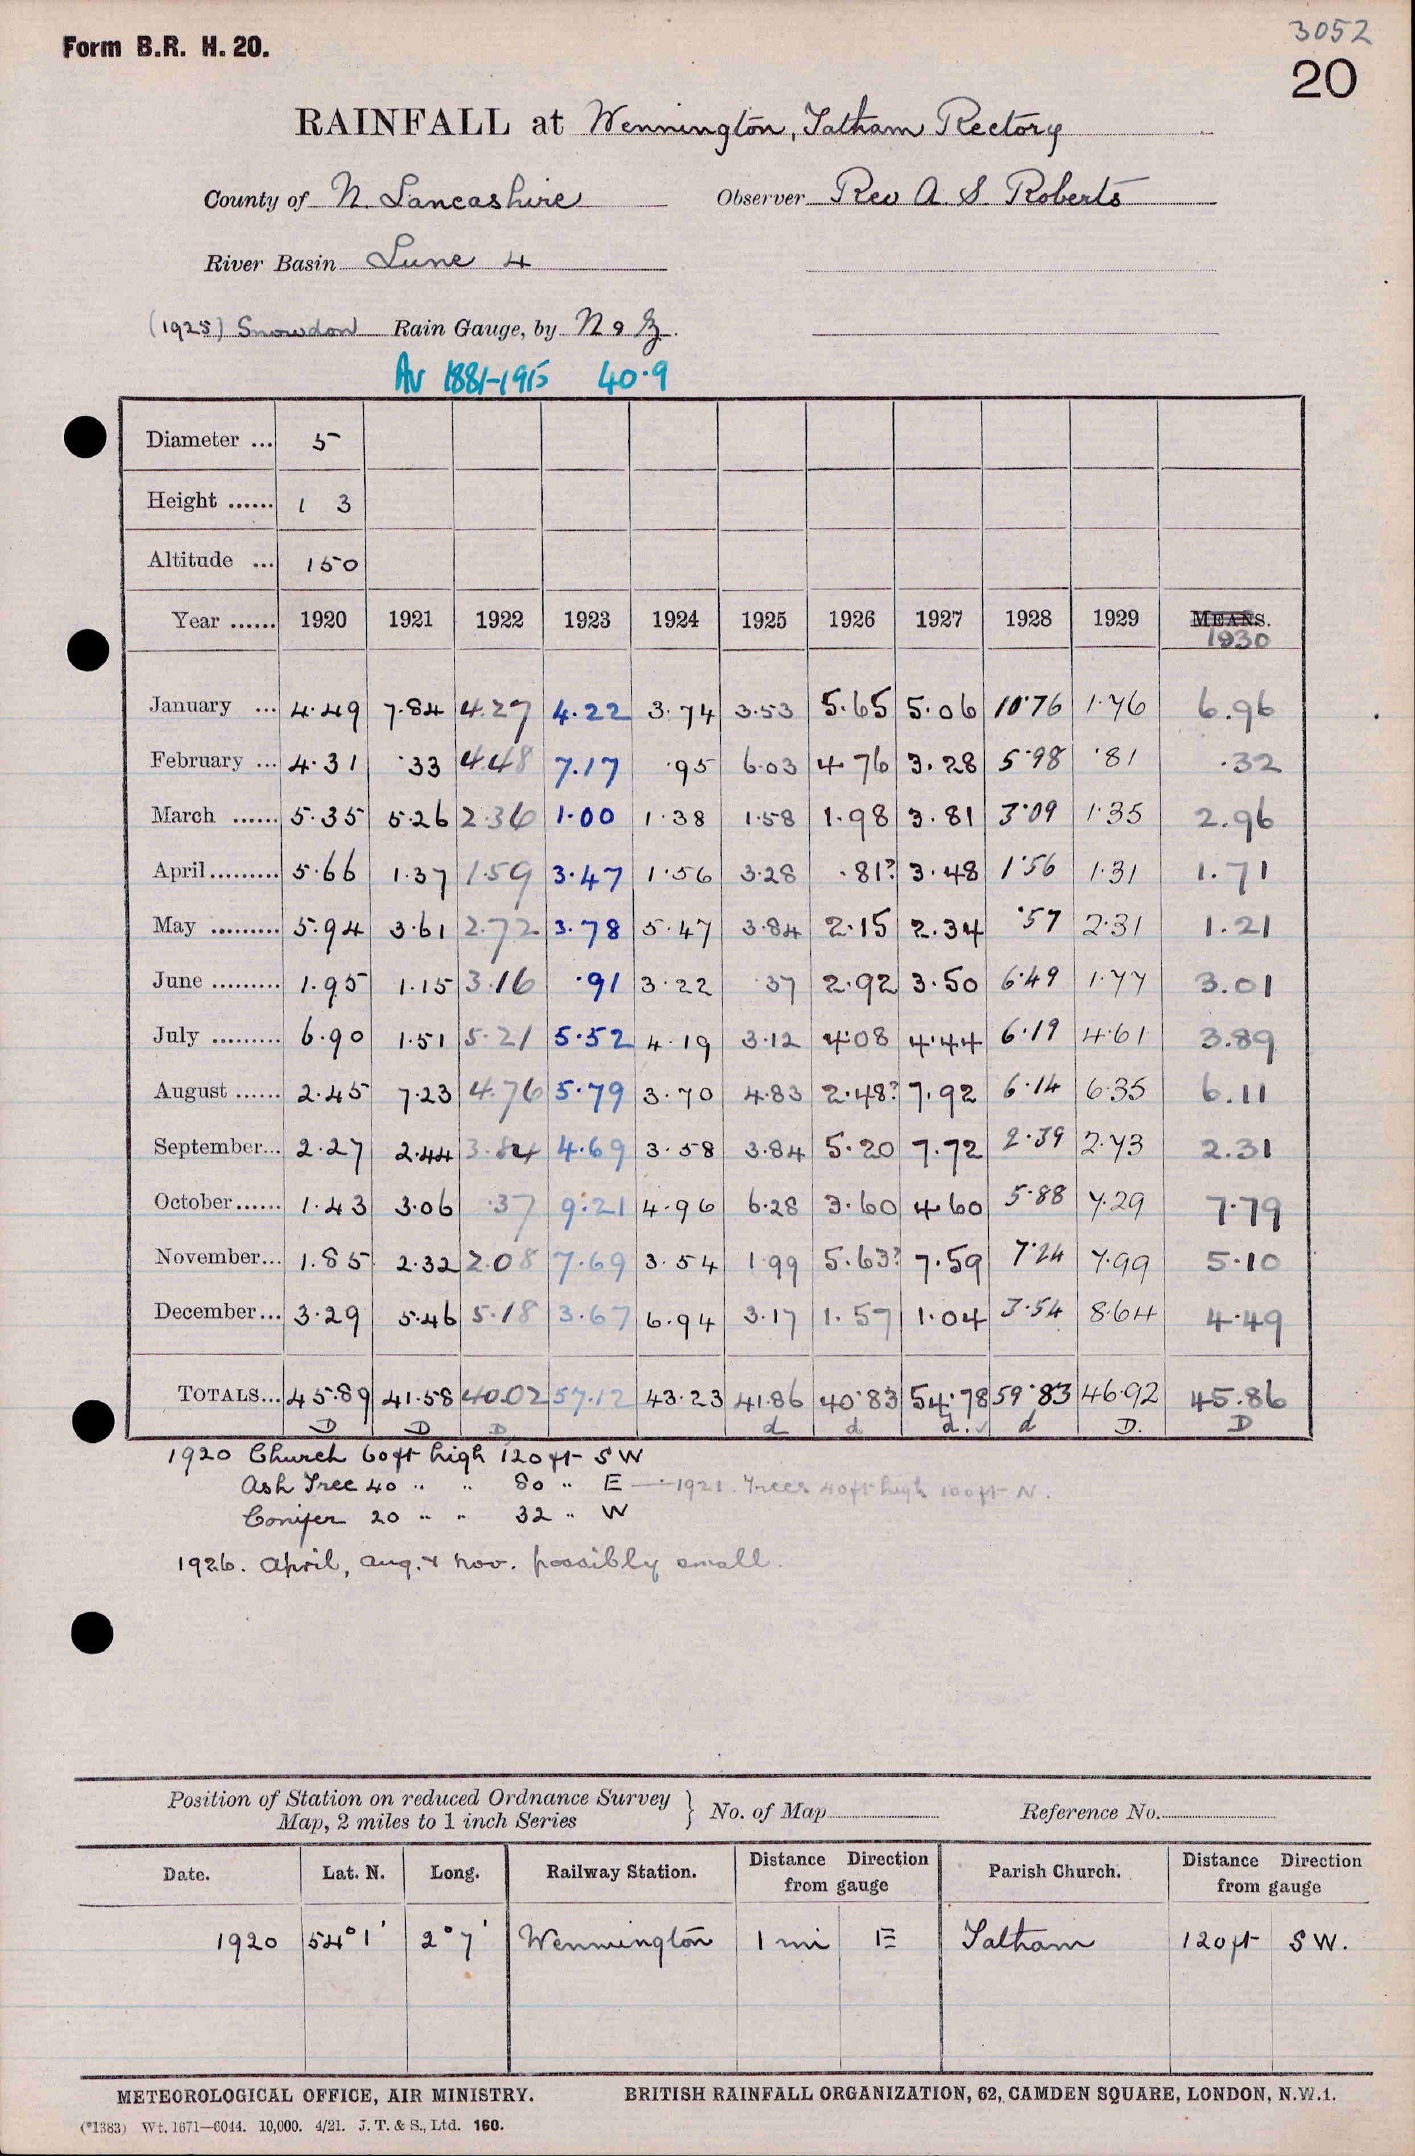 3052
Form B.R. H. 20.
20
RAINFALL at Wennington, Tatham Rectory
County of N. Lancashire Observer Rev A. S. Roberts
River Basin Lune 4
(1925) Snowdon Rain Gauge, by N & Z.
Av 1881-1915 40.9
Diameter ... 5
Height ...... 1 3
Altitude ... 150
Year ...... 1920 1921 1922 1923 1924 1925 1926 1927 1928 1929 MEANS.
1930
January ... 4.49 7.84 4.27 4.22 3.74 3.53 5.65 5.06 10.76 1.76 6.96
February ... 4.31 .33 4.48 7.17 .95 6.03 4.76 3.28 5.98 .81 .32
March ...... 5.35 5.26 2.36 1.00 1.38 1.58 1.98 3.81 3.09 1.35 2.96
April......... 5.66 1.37 1.59 3.47 1.56 3.28 .81? 3.48 1.56 1.31 1.71
May ......... 5.94 3.61 2.72 3.78 5.47 3.84 2.15 2.34 .57 2.31 1.21
June ......... 1.95 1.15 3.16 .91 3.22 .37 2.92 3.50 6.49 1.77 3.01
July ......... 6.90 1.51 5.21 5.52 4.19 3.12 4.08 4.44 6.19 4.61 3.89
August ...... 2.45 7.23 4.76 5.79 3.70 4.83 2.48? 7.92 6.14 6.35 6.11
September... 2.27 2.44 3.84 4.69 3.58 3.84 5.20 7.72 2.39 2.73 2.31
October...... 1.43 3.06 .37 9.21 4.96 6.28 3.60 4.60 5.88 7.29 7.79
November... 1.85 2.32 2.08 7.69 3.54 1.99 5.63? 7.59 7.24 7.99 5.10
December... 3.29 5.46 5.18 3.67 6.94 3.17 1.57 1.04 3.54 8.64 4.49
TOTALS... 45.89 41.58 40.02 57.12 43.23 41.86 40.83 54.78 59.83 46.92 45.86
D D D d d d. ✓ d D. D
1920 Church 60ft high 120ft SW
Ash Tree 40 " " 80 " E — 1921. Trees 40ft high 100ft N.
Conifer 20 " " 32 " W
1926. April, Aug. & Nov. possibly small.
Position of Station on reduced Ordnance Survey Map, 2 miles to 1 inch Series } No. of Map Reference No.
Date. Lat. N. Long. Railway Station. Distance Direction from gauge Parish Church. Distance Direction from gauge
1920 54° 1' 2° 7' Wennington 1 mi E Tatham 120 ft SW.
METEOROLOGICAL OFFICE, AIR MINISTRY. BRITISH RAINFALL ORGANIZATION, 62, CAMDEN SQUARE, LONDON, N.W.1.
(*1383) Wt. 1671—6044. 10,000. 4/21. J. T. & S., Ltd. 160.